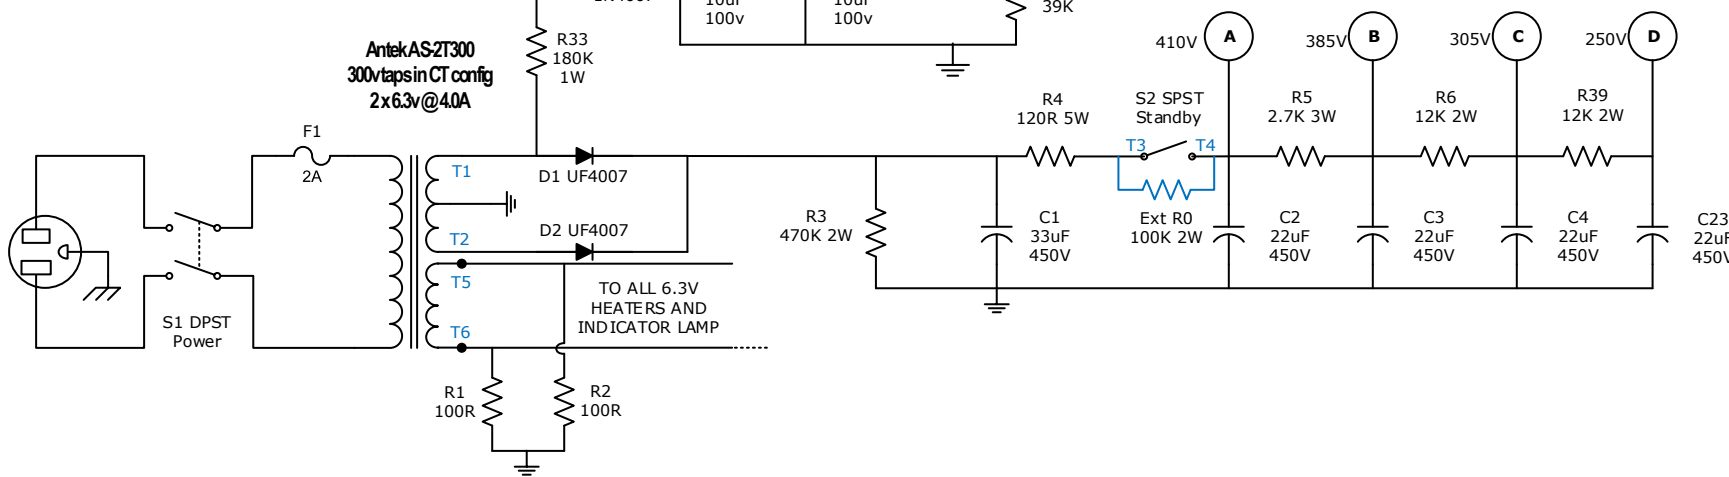 10uF
100v
10uF
100v
39K
R33
180K
1W
Antek AS-2T300
300v taps in CT config
2 x 6.3v @ 4.0A
410V
A
385V
B
305V
C
250V
D
F1
2A
T1
D1 UF4007
R4
120R 5W
S2 SPST
Standby
T3
T4
R5
2.7K 3W
R6
12K 2W
R39
12K 2W
T2
D2 UF4007
R3
470K 2W
C1
33uF
450V
Ext R0
100K 2W
C2
22uF
450V
C3
22uF
450V
C4
22uF
450V
C23
22uF
450V
T5
T6
TO ALL 6.3V
HEATERS AND
INDICATOR LAMP
S1 DPST
Power
R1
100R
R2
100R